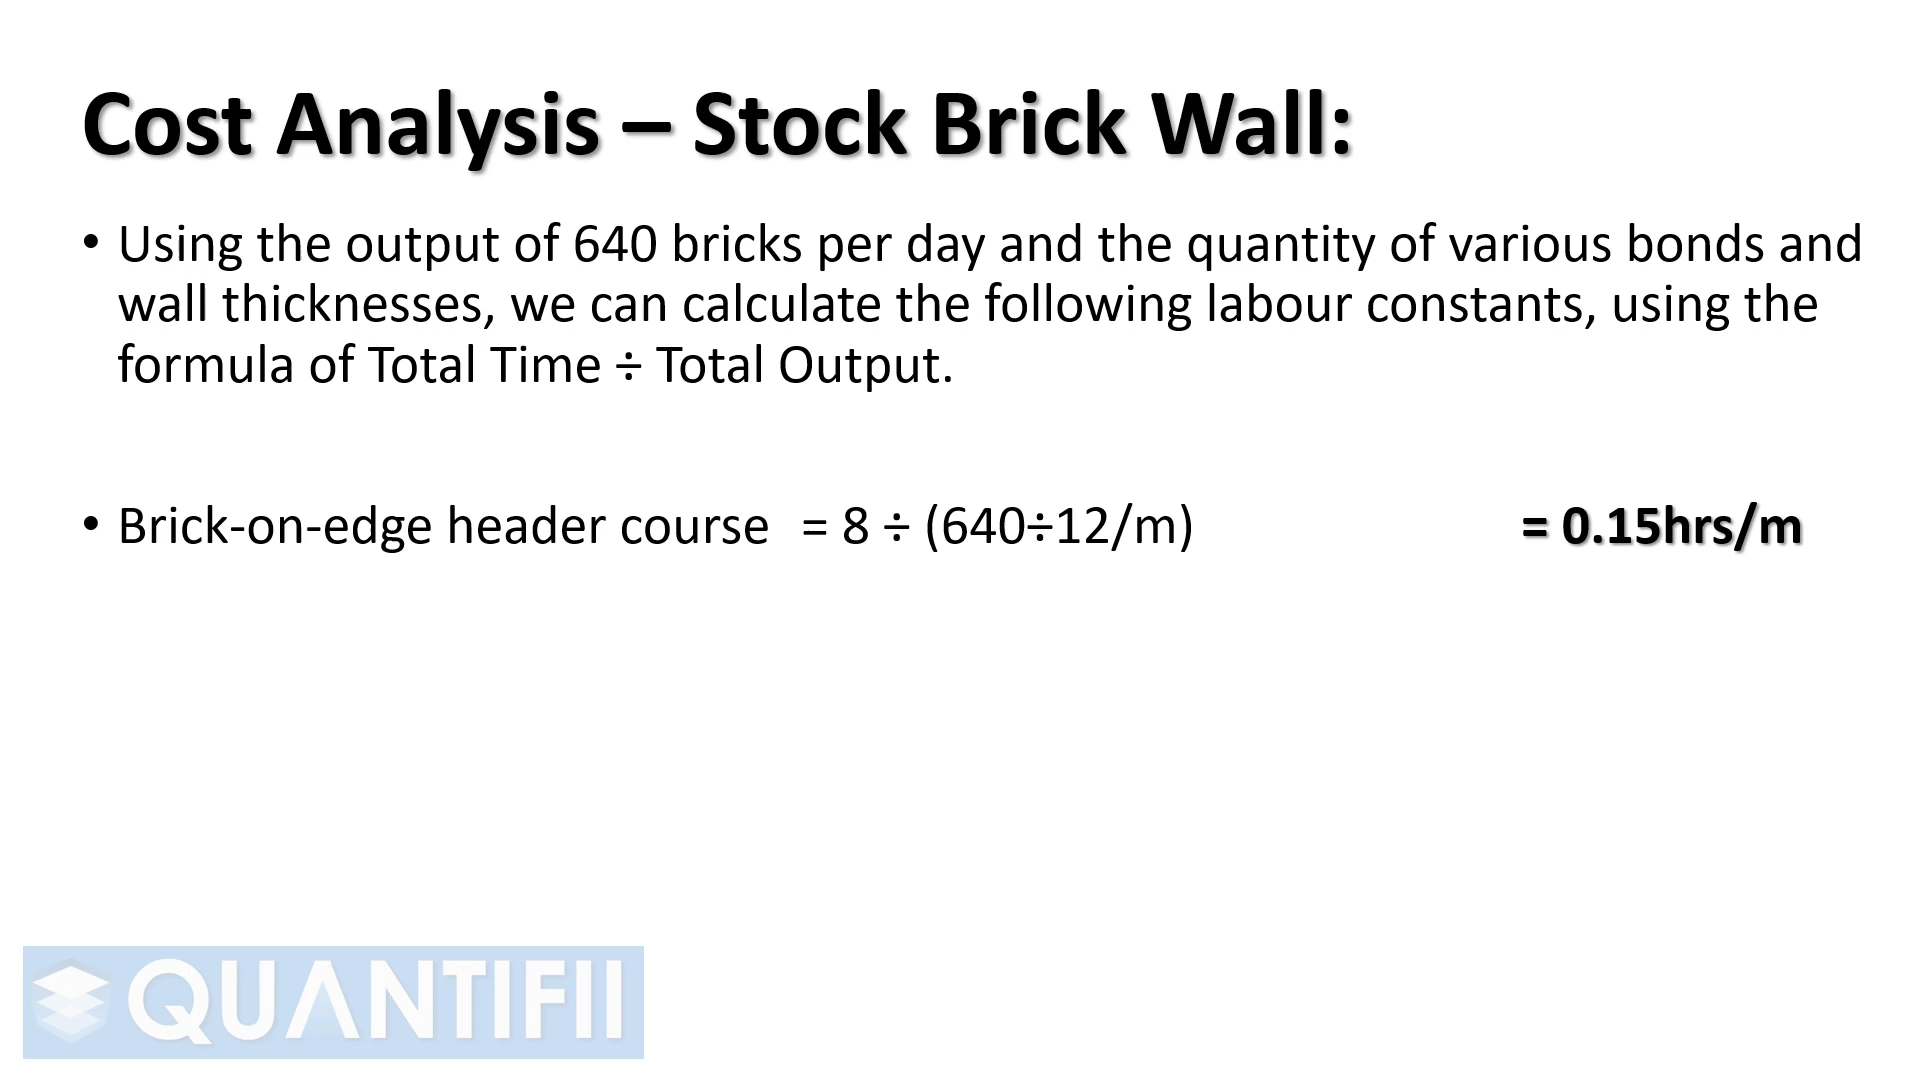 Cost Analysis – Stock Brick Wall:
• Using the output of 640 bricks per day and the quantity of various bonds and
wall thicknesses, we can calculate the following labour constants, using the
formula of Total Time ÷ Total Output.
• Brick-on-edge header course = 8 ÷ (640÷12/m) = 0.15hrs/m
QUANTIFII